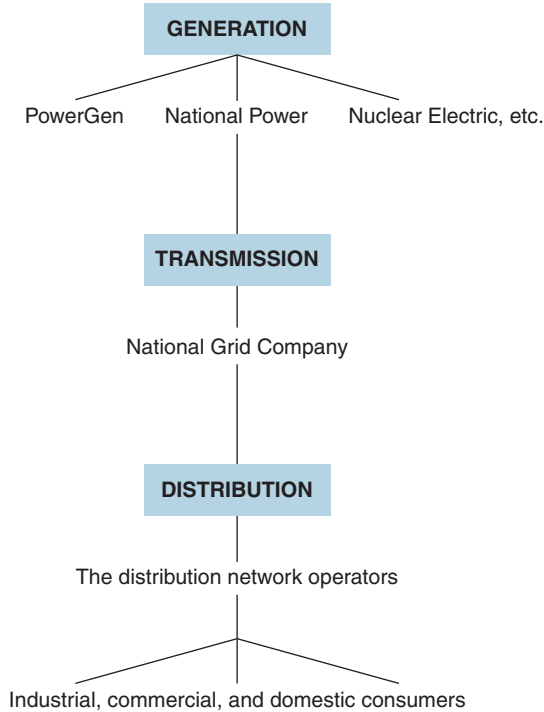 GENERATION
PowerGen National Power Nuclear Electric, etc.
TRANSMISSION
National Grid Company
DISTRIBUTION
The distribution network operators
Industrial, commercial, and domestic consumers